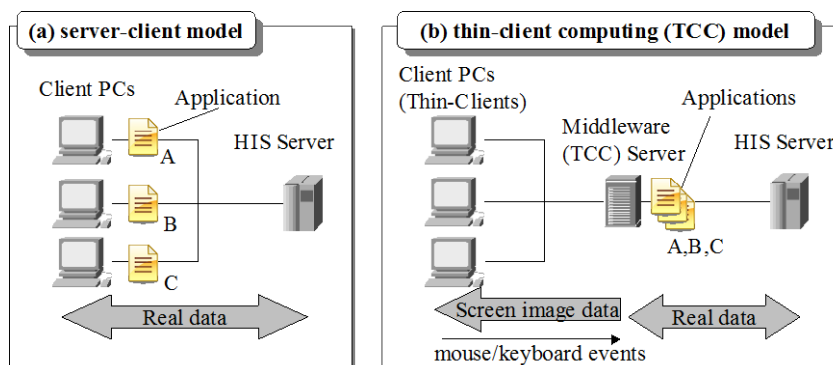 (a) server-client model
Client PCs
Application
HIS Server
A
B
C
Real data
(b) thin-client computing (TCC) model
Client PCs
(Thin-Clients)
Applications
Middleware
(TCC) Server
HIS Server
A,B,C
Screen image data
Real data
mouse/keyboard events